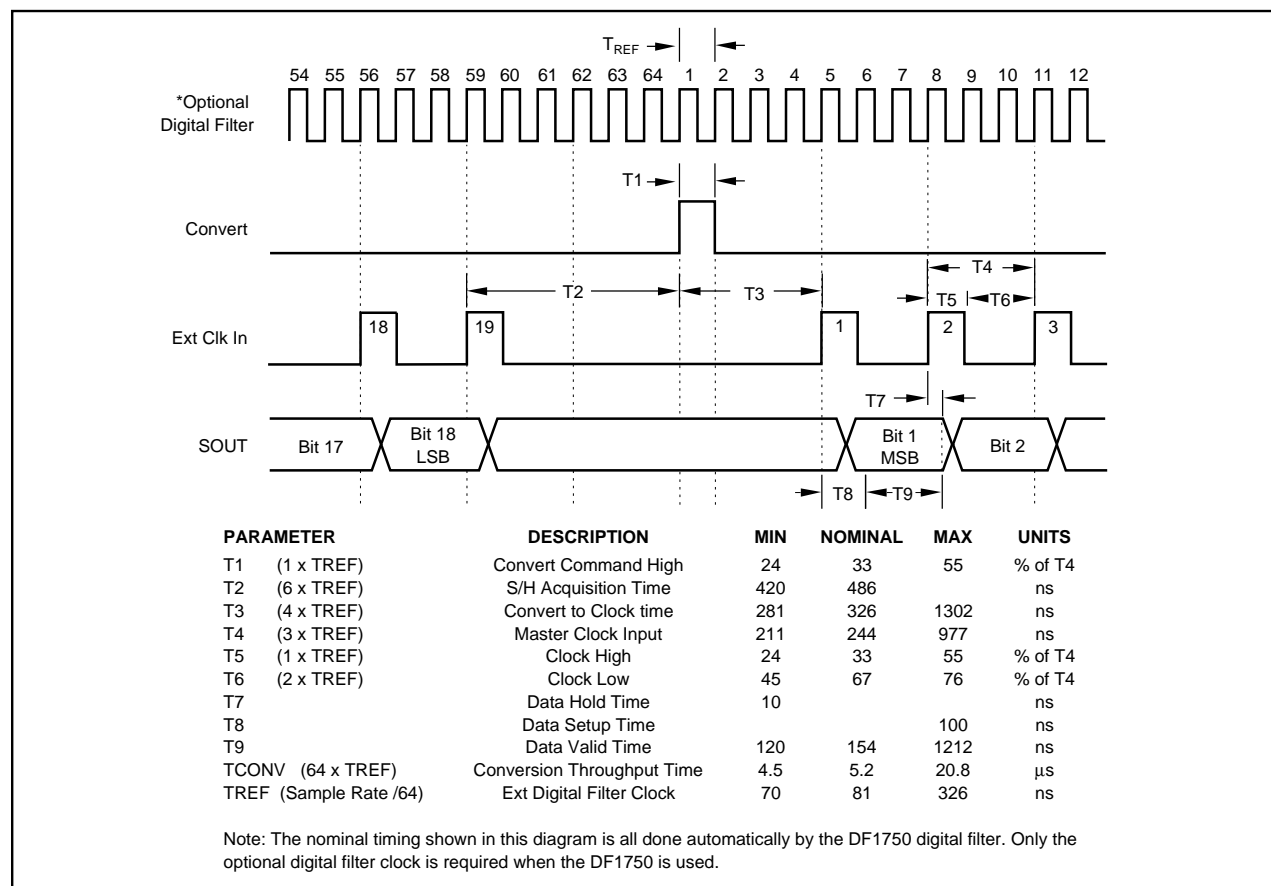 TREF
54 55 56 57 58 59 60 61 62 63 64 1 2 3 4 5 6 7 8 9 10 11 12
*Optional
Digital Filter
T1
Convert
T4
T2 T3 T5 T6
Ext Clk In 18 19 1 2 3
T7
SOUT Bit 17 Bit 18 LSB Bit 1 MSB Bit 2
T8 T9
PARAMETER DESCRIPTION MIN NOMINAL MAX UNITS
T1 (1 x TREF) Convert Command High 24 33 55 % of T4
T2 (6 x TREF) S/H Acquisition Time 420 486 ns
T3 (4 x TREF) Convert to Clock time 281 326 1302 ns
T4 (3 x TREF) Master Clock Input 211 244 977 ns
T5 (1 x TREF) Clock High 24 33 55 % of T4
T6 (2 x TREF) Clock Low 45 67 76 % of T4
T7 Data Hold Time 10 ns
T8 Data Setup Time 100 ns
T9 Data Valid Time 120 154 1212 ns
TCONV (64 x TREF) Conversion Throughput Time 4.5 5.2 20.8 µs
TREF (Sample Rate /64) Ext Digital Filter Clock 70 81 326 ns
Note: The nominal timing shown in this diagram is all done automatically by the DF1750 digital filter. Only the
optional digital filter clock is required when the DF1750 is used.